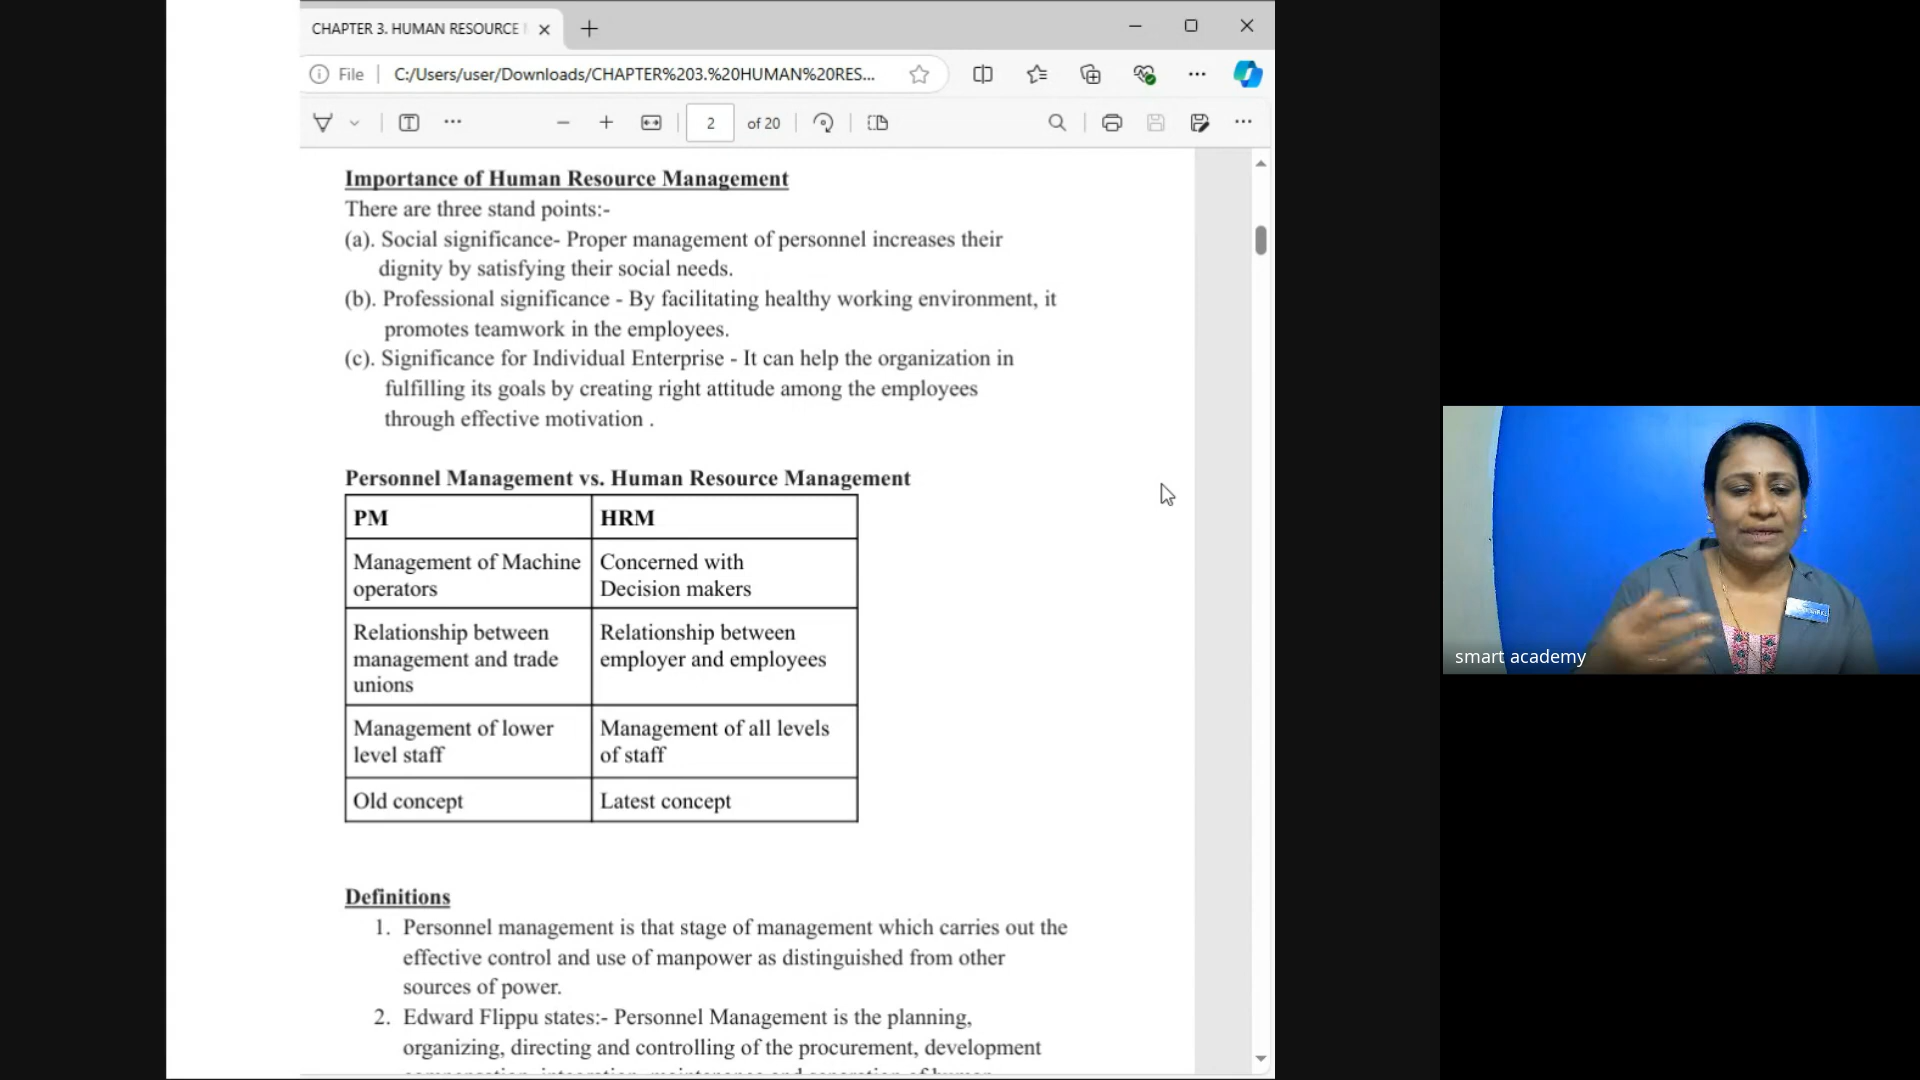 CHAPTER 3. HUMAN RESOURCE
File
C:/Users/user/Downloads/CHAPTER%203.%20HUMAN%20RES...
2 of 20
Importance of Human Resource Management
There are three stand points:-
(a). Social significance- Proper management of personnel increases their
dignity by satisfying their social needs.
(b). Professional significance - By facilitating healthy working environment, it
promotes teamwork in the employees.
(c). Significance for Individual Enterprise - It can help the organization in
fulfilling its goals by creating right attitude among the employees
through effective motivation .
Personnel Management vs. Human Resource Management
PM HRM
Management of Machine Concerned with
operators Decision makers
Relationship between Relationship between
management and trade employer and employees
unions
Management of lower Management of all levels
level staff of staff
Old concept Latest concept
Definitions
1. Personnel management is that stage of management which carries out the
effective control and use of manpower as distinguished from other
sources of power.
2. Edward Flippu states:- Personnel Management is the planning,
organizing, directing and controlling of the procurement, development
smart academy